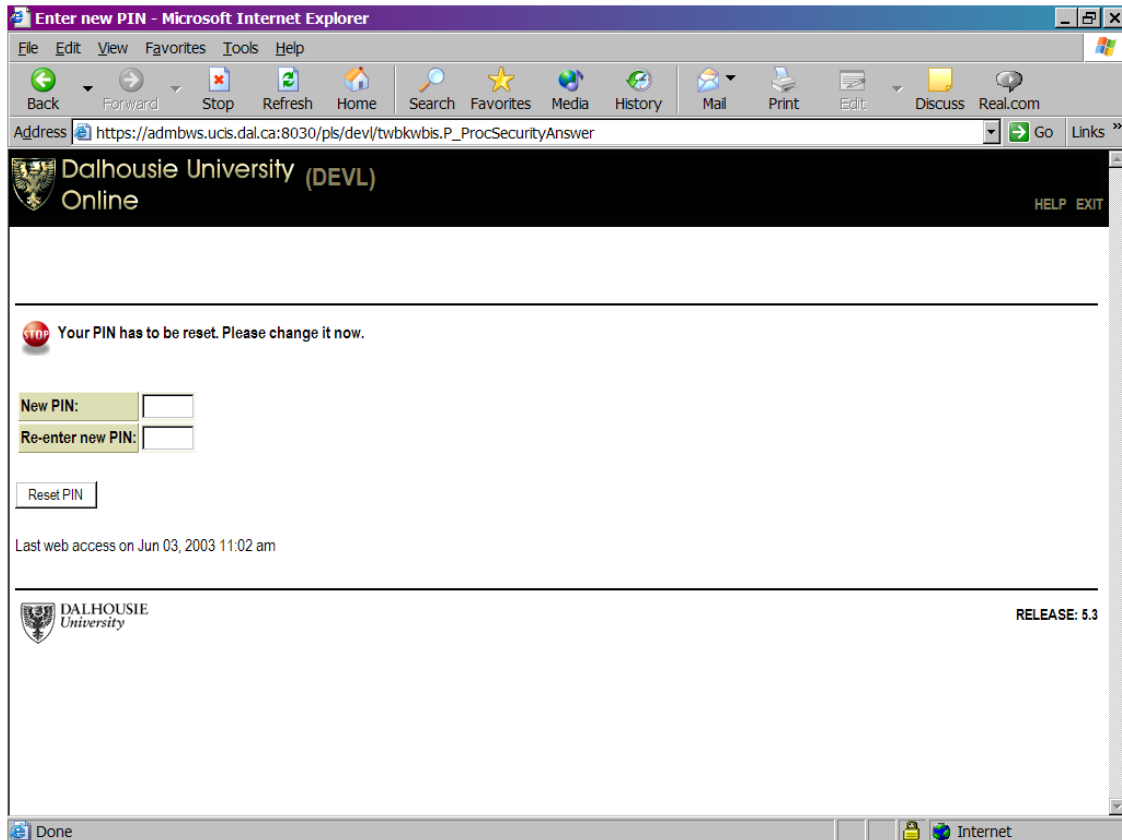 Enter new PIN - Microsoft Internet Explorer
File Edit View Favorites Tools Help
Back Forward Stop Refresh Home Search Favorites Media History Mail Print Edit Discuss Real.com
Address https://admbws.ucis.dal.ca:8030/pls/devl/twbkwbis.P_ProcSecurityAnswer Go Links »
Dalhousie University (DEVL)
Online
HELP EXIT
STOP Your PIN has to be reset. Please change it now.
New PIN:
Re-enter new PIN:
Reset PIN
Last web access on Jun 03, 2003 11:02 am
DALHOUSIE
University
RELEASE: 5.3
Done Internet